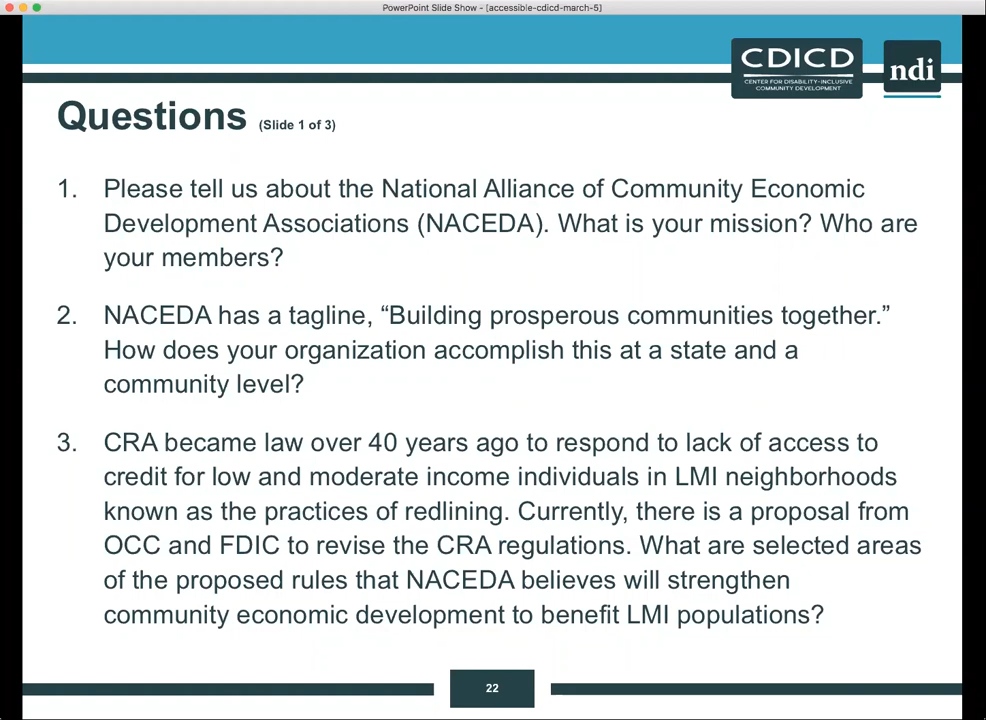 PowerPoint Slide Show - [accessible-cdicd-march-5]
CDICD
CENTER FOR DISABILITY-INCLUSIVE
COMMUNITY DEVELOPMENT
ndi
Questions (Slide 1 of 3)
1. Please tell us about the National Alliance of Community Economic
Development Associations (NACEDA). What is your mission? Who are
your members?
2. NACEDA has a tagline, “Building prosperous communities together.”
How does your organization accomplish this at a state and a
community level?
3. CRA became law over 40 years ago to respond to lack of access to
credit for low and moderate income individuals in LMI neighborhoods
known as the practices of redlining. Currently, there is a proposal from
OCC and FDIC to revise the CRA regulations. What are selected areas
of the proposed rules that NACEDA believes will strengthen
community economic development to benefit LMI populations?
22